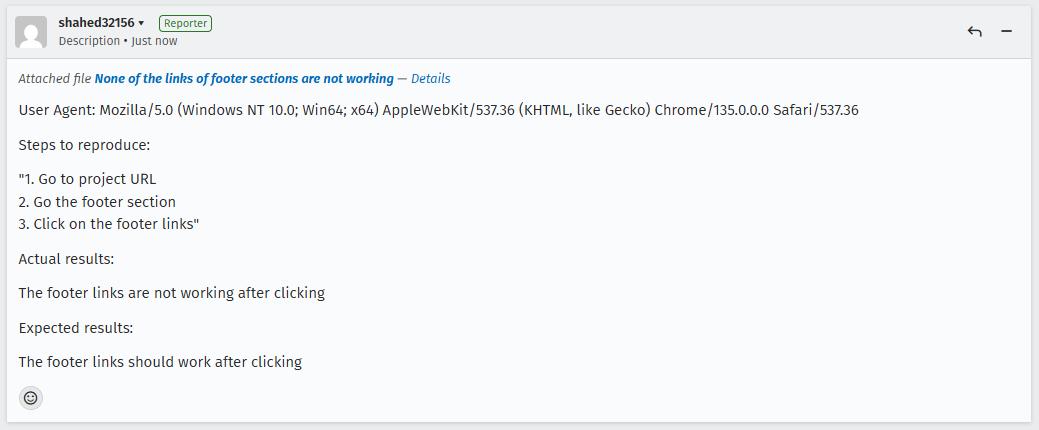 shahed32156 ▾ Reporter
Description • Just now
Attached file None of the links of footer sections are not working — Details
User Agent: Mozilla/5.0 (Windows NT 10.0; Win64; x64) AppleWebKit/537.36 (KHTML, like Gecko) Chrome/135.0.0.0 Safari/537.36
Steps to reproduce:
"1. Go to project URL
2. Go the footer section
3. Click on the footer links"
Actual results:
The footer links are not working after clicking
Expected results:
The footer links should work after clicking